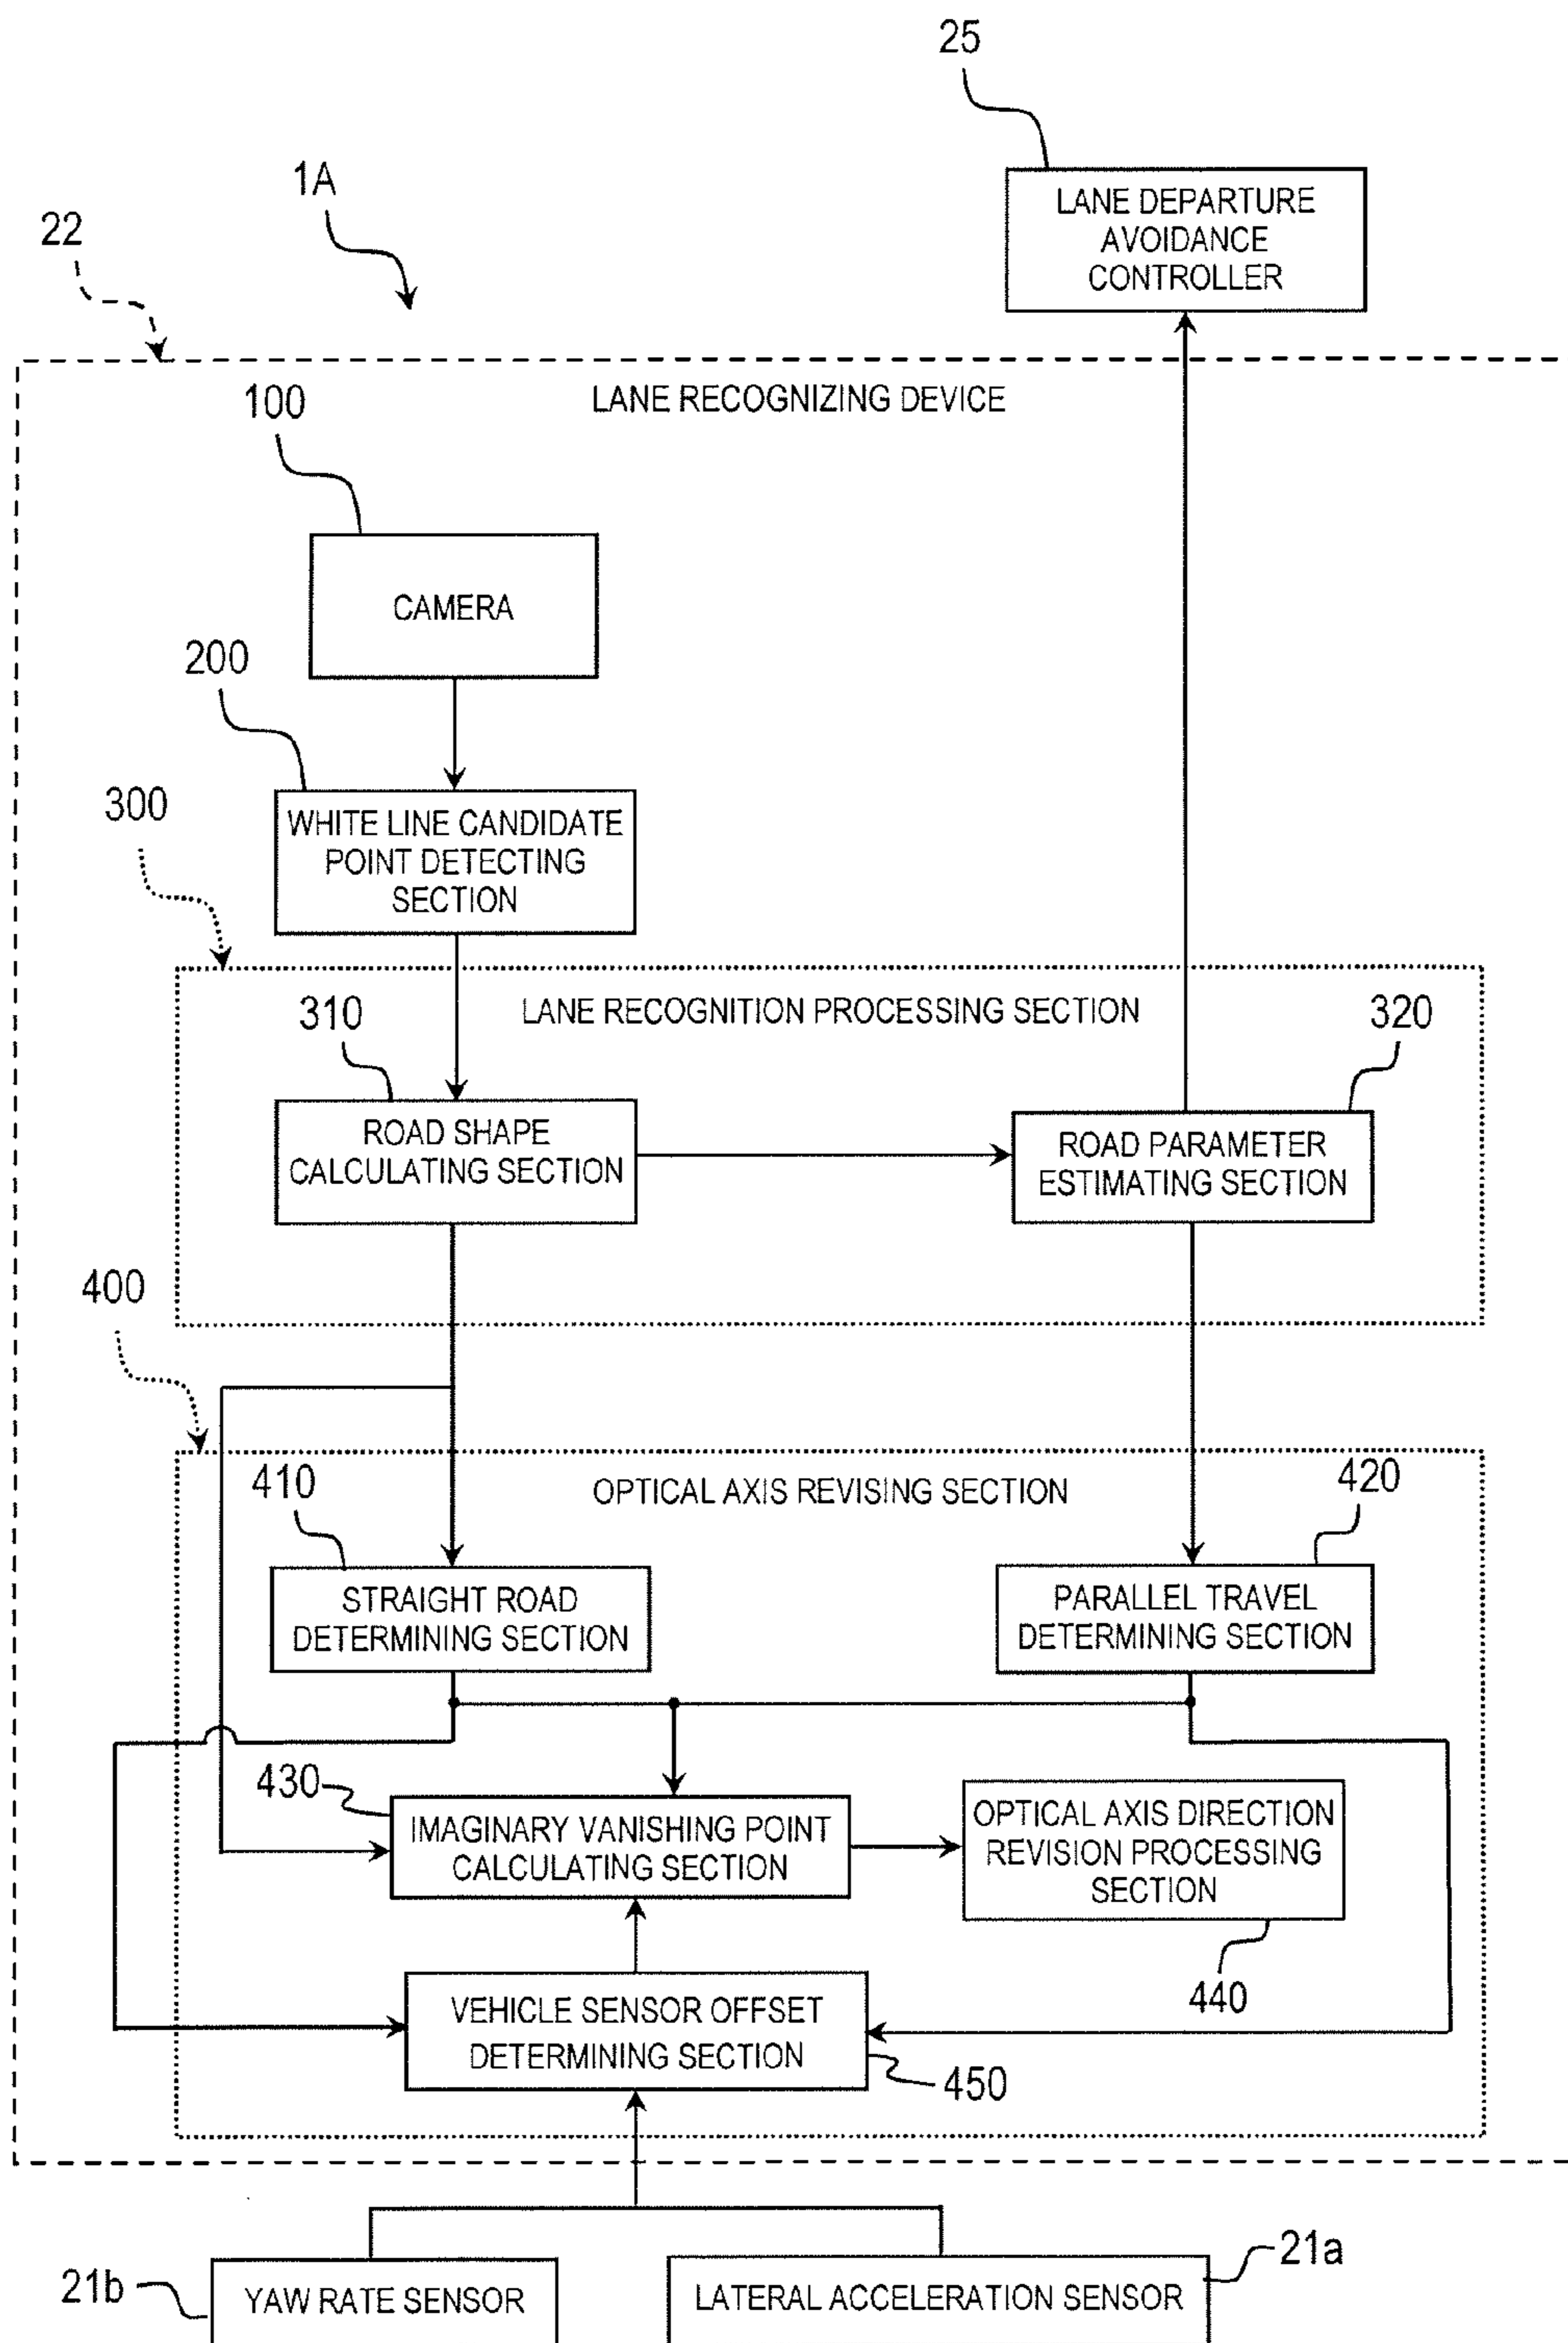 25
1A
LANE DEPARTURE
AVOIDANCE
CONTROLLER
22
LANE RECOGNIZING DEVICE
100
CAMERA
200
WHITE LINE CANDIDATE
POINT DETECTING
SECTION
300
LANE RECOGNITION PROCESSING SECTION
310
320
ROAD SHAPE
CALCULATING SECTION
ROAD PARAMETER
ESTIMATING SECTION
400
OPTICAL AXIS REVISING SECTION
410
420
STRAIGHT ROAD
DETERMINING SECTION
PARALLEL TRAVEL
DETERMINING SECTION
430
IMAGINARY VANISHING POINT
CALCULATING SECTION
OPTICAL AXIS DIRECTION
REVISION PROCESSING
SECTION
440
VEHICLE SENSOR OFFSET
DETERMINING SECTION
450
21b
YAW RATE SENSOR
LATERAL ACCELERATION SENSOR
21a